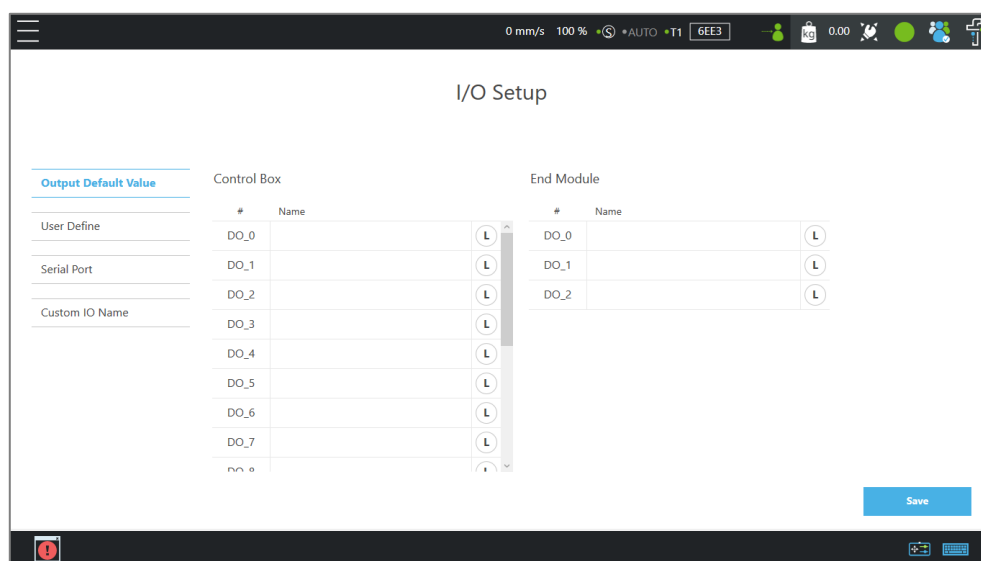 0 mm/s 100 % S AUTO T1 6EE3 kg 0.00
I/O Setup
Output Default Value
User Define
Serial Port
Custom IO Name
Control Box
# Name
DO_0 L
DO_1 L
DO_2 L
DO_3 L
DO_4 L
DO_5 L
DO_6 L
DO_7 L
DO_8 L
End Module
# Name
DO_0 L
DO_1 L
DO_2 L
Save